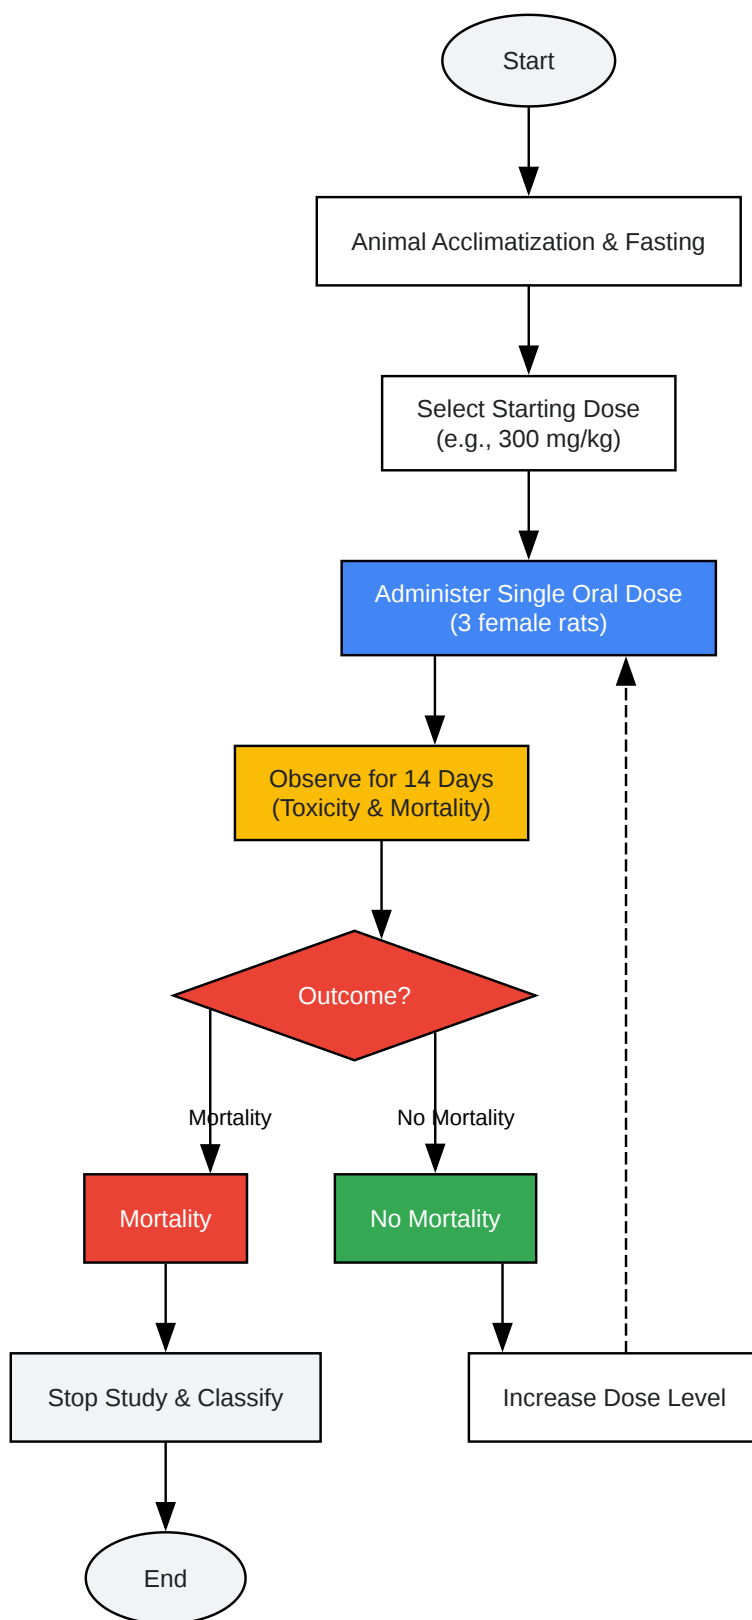 Start
Animal Acclimatization & Fasting
Select Starting Dose
(e.g., 300 mg/kg)
Administer Single Oral Dose
(3 female rats)
Observe for 14 Days
(Toxicity & Mortality)
Outcome?
Mortality
No Mortality
Mortality
No Mortality
Stop Study & Classify
Increase Dose Level
End